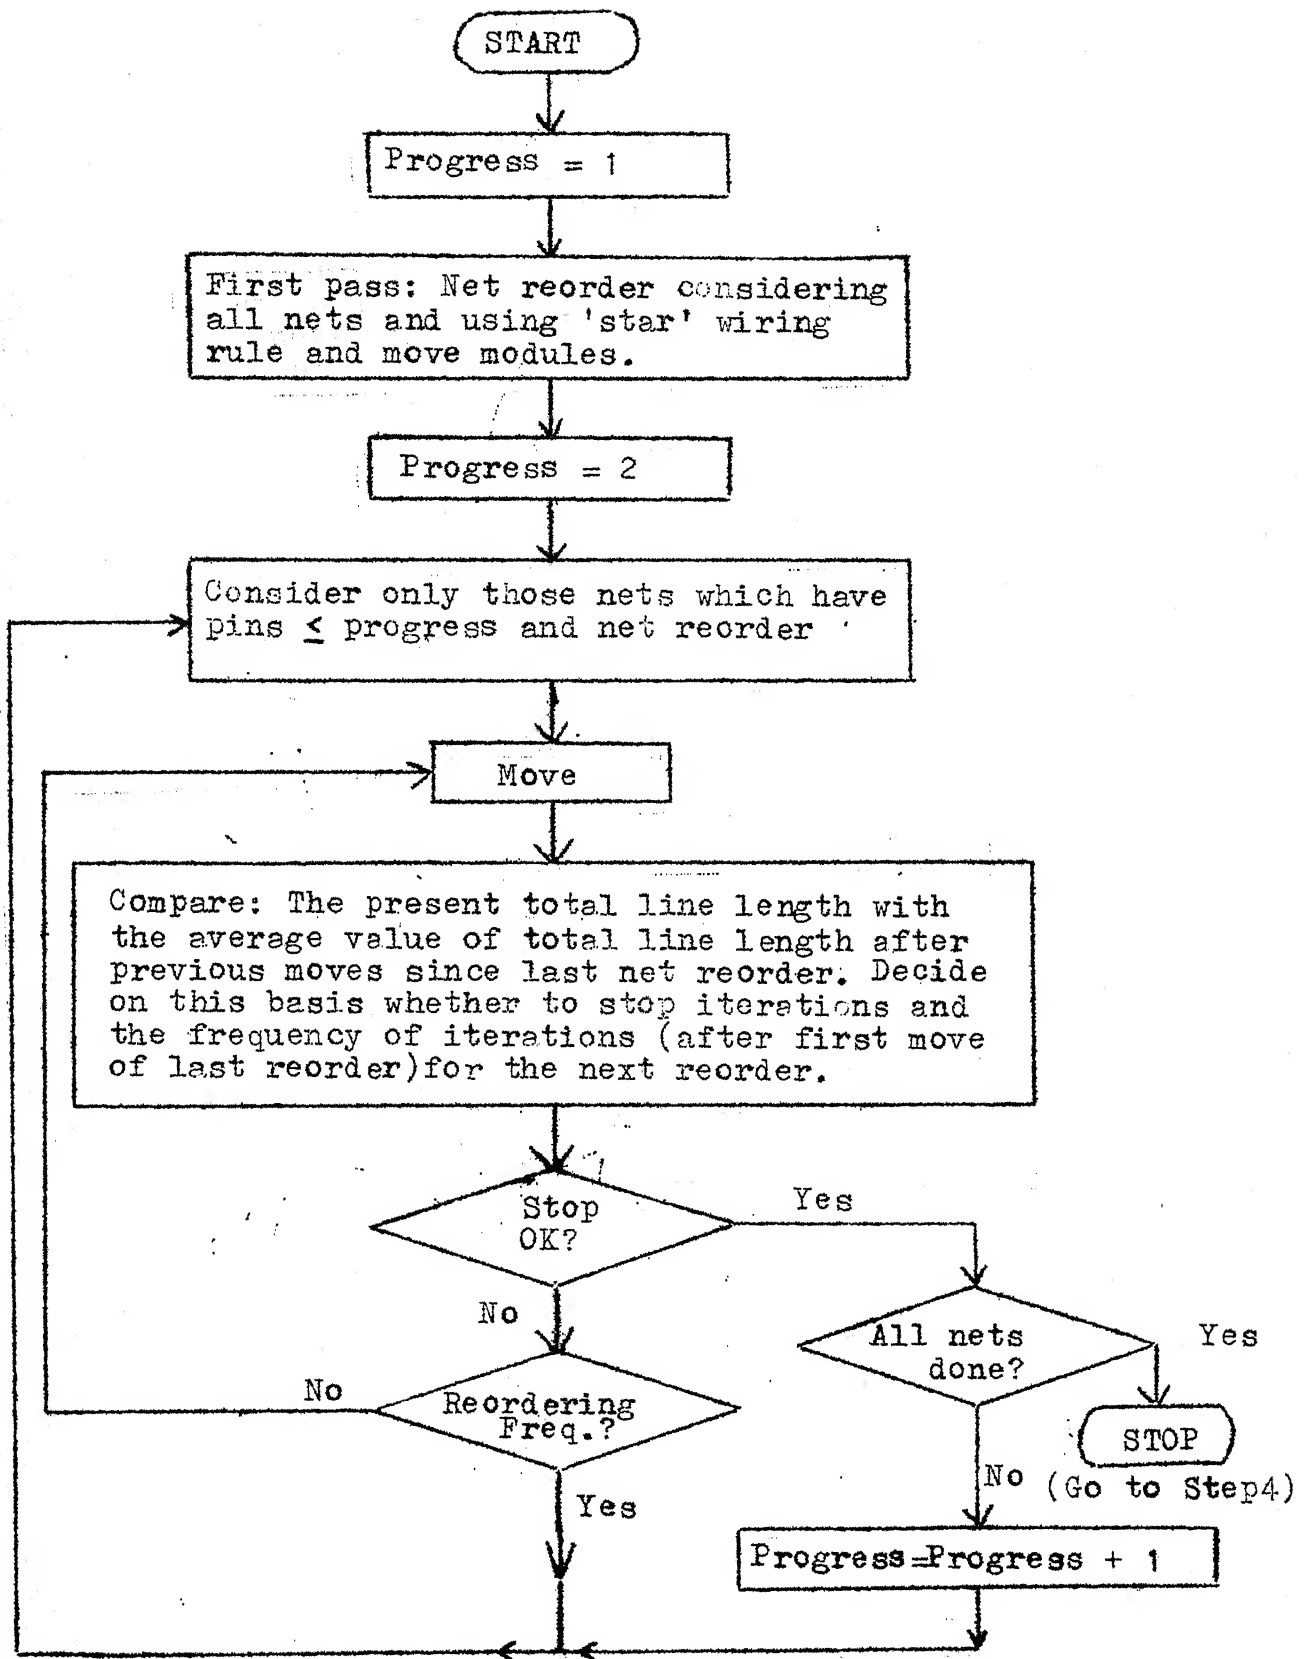 START
Progress = 1
First pass: Net reorder considering
all nets and using 'star' wiring
rule and move modules.
Progress = 2
Consider only those nets which have
pins ≤ progress and net reorder
Move
Compare: The present total line length with
the average value of total line length after
previous moves since last net reorder. Decide
on this basis whether to stop iterations and
the frequency of iterations (after first move
of last reorder)for the next reorder.
Stop
OK?
Yes
No
All nets
done?
Yes
No
Reordering
Freq.?
STOP
No
(Go to Step4)
Yes
Progress=Progress + 1